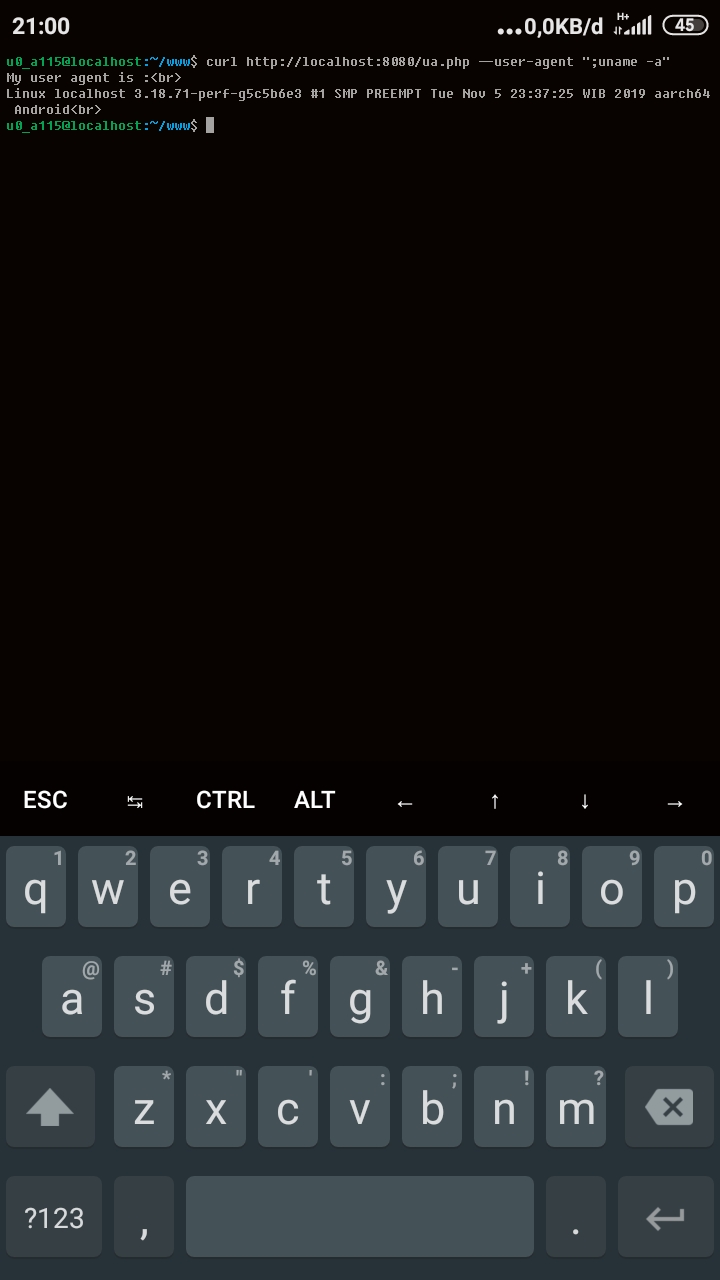 21:00 ...0,0KB/d H+ 45
u0_a115@localhost:~/www$ curl http://localhost:8080/ua.php --user-agent ";uname -a"
My user agent is :<br>
Linux localhost 3.18.71-perf-g5c5b6e3 #1 SMP PREEMPT Tue Nov 5 23:37:25 WIB 2019 aarch64
Android<br>
u0_a115@localhost:~/www$
ESC ↹ CTRL ALT ← ↑ ↓ →
1 2 3 4 5 6 7 8 9 0
q w e r t y u i o p
@ # $ % & - + ( )
a s d f g h j k l
* " ' : ; ! ?
z x c v b n m
?123 , .